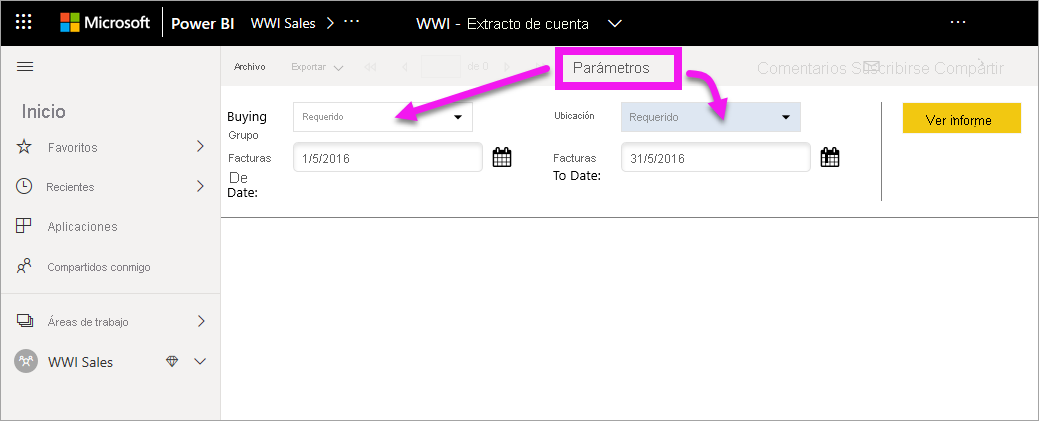 Microsoft Power BI WWI Sales ... WWI - Extracto de cuenta ...
Archivo Exportar de 0 Parámetros Comentarios Suscribirse Compartir
Inicio
Favoritos
Recientes
Aplicaciones
Compartidos conmigo
Áreas de trabajo
WWI Sales
Buying
Grupo
Requerido
Ubicación
Requerido
Ver informe
Facturas
De
Date:
1/5/2016
Facturas
To Date:
31/5/2016